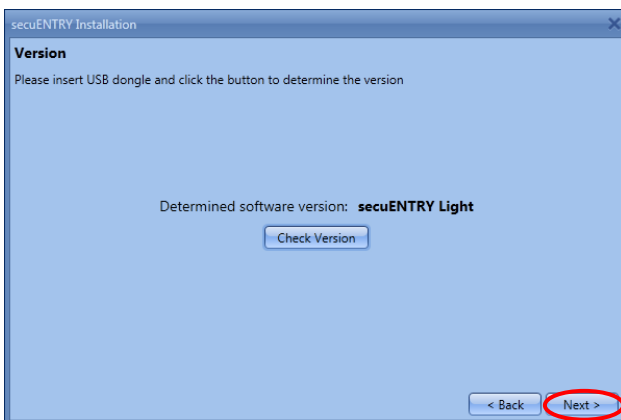 secuENTRY Installation
Version
Please insert USB dongle and click the button to determine the version
Determined software version: secuENTRY Light
Check Version
< Back Next >